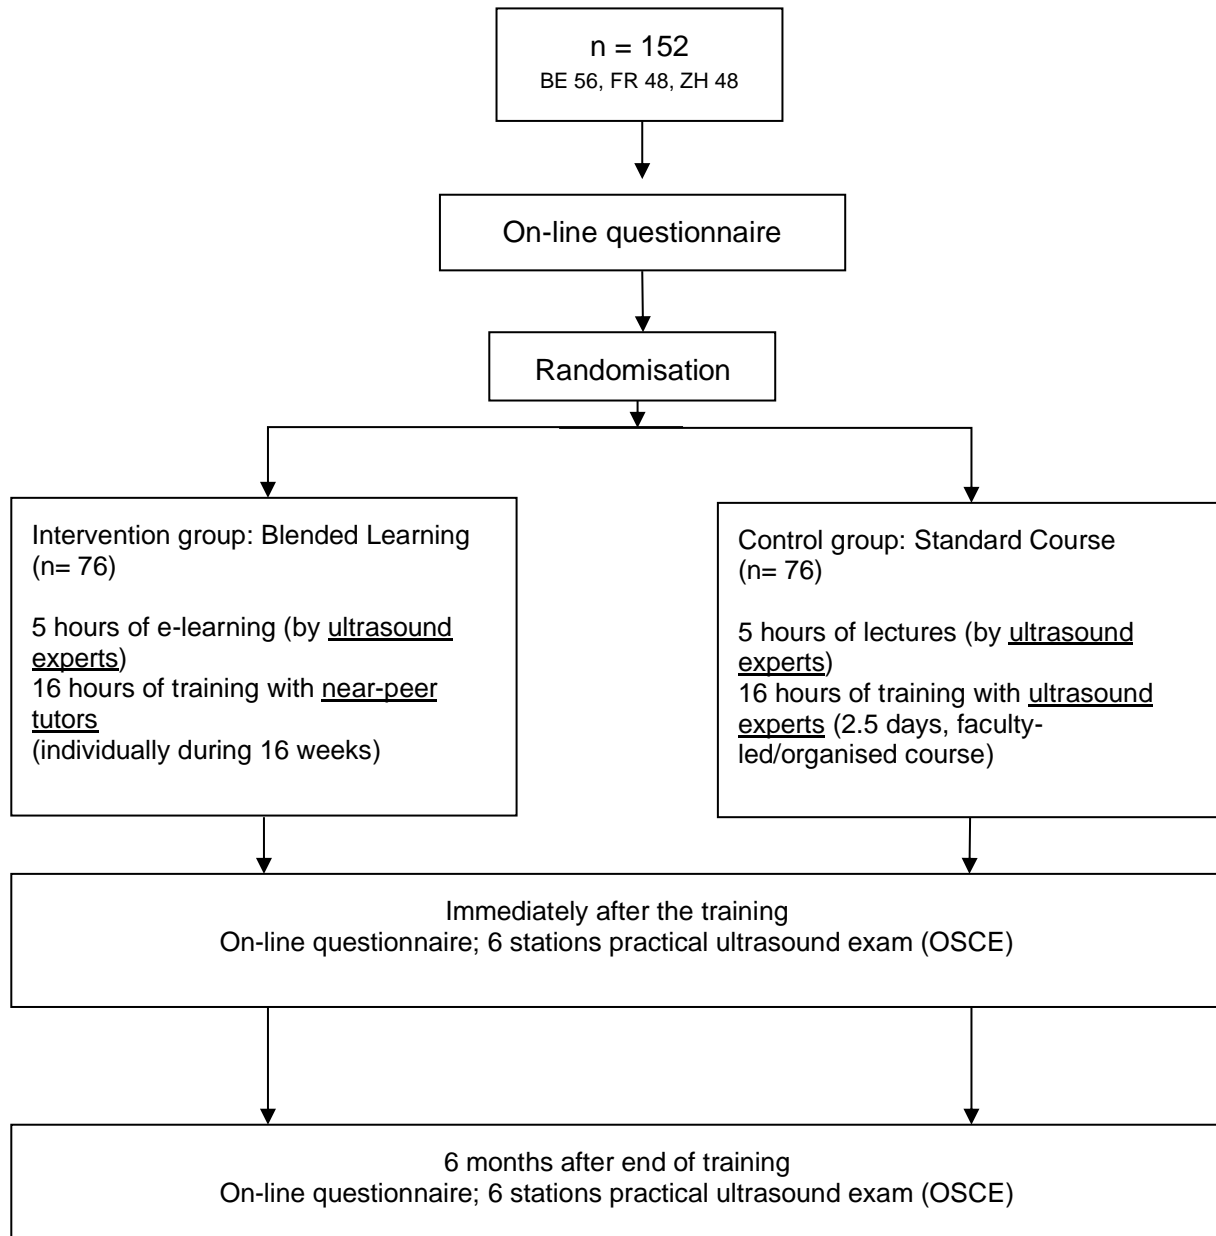 n = 152
BE 56, FR 48, ZH 48
On-line questionnaire
Randomisation
Intervention group: Blended Learning
(n= 76)
5 hours of e-learning (by ultrasound
experts)
16 hours of training with near-peer
tutors
(individually during 16 weeks)
Control group: Standard Course
(n= 76)
5 hours of lectures (by ultrasound
experts)
16 hours of training with ultrasound
experts (2.5 days, faculty-
led/organised course)
Immediately after the training
On-line questionnaire; 6 stations practical ultrasound exam (OSCE)
6 months after end of training
On-line questionnaire; 6 stations practical ultrasound exam (OSCE)